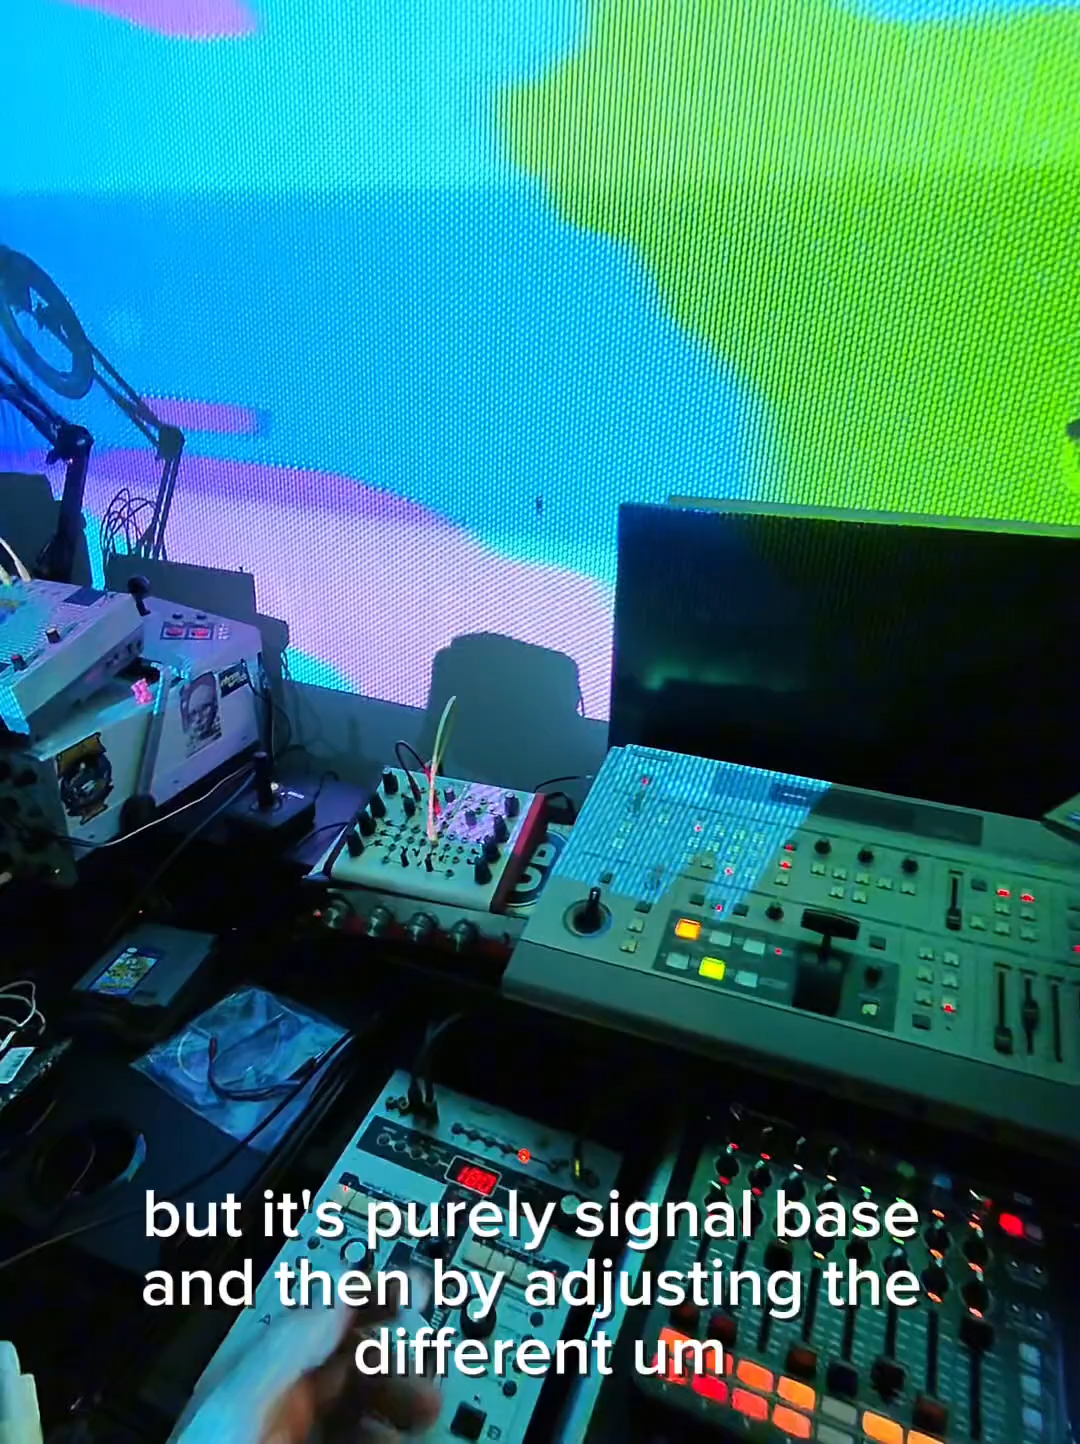 but it's purely signal base
and then by adjusting the
different um